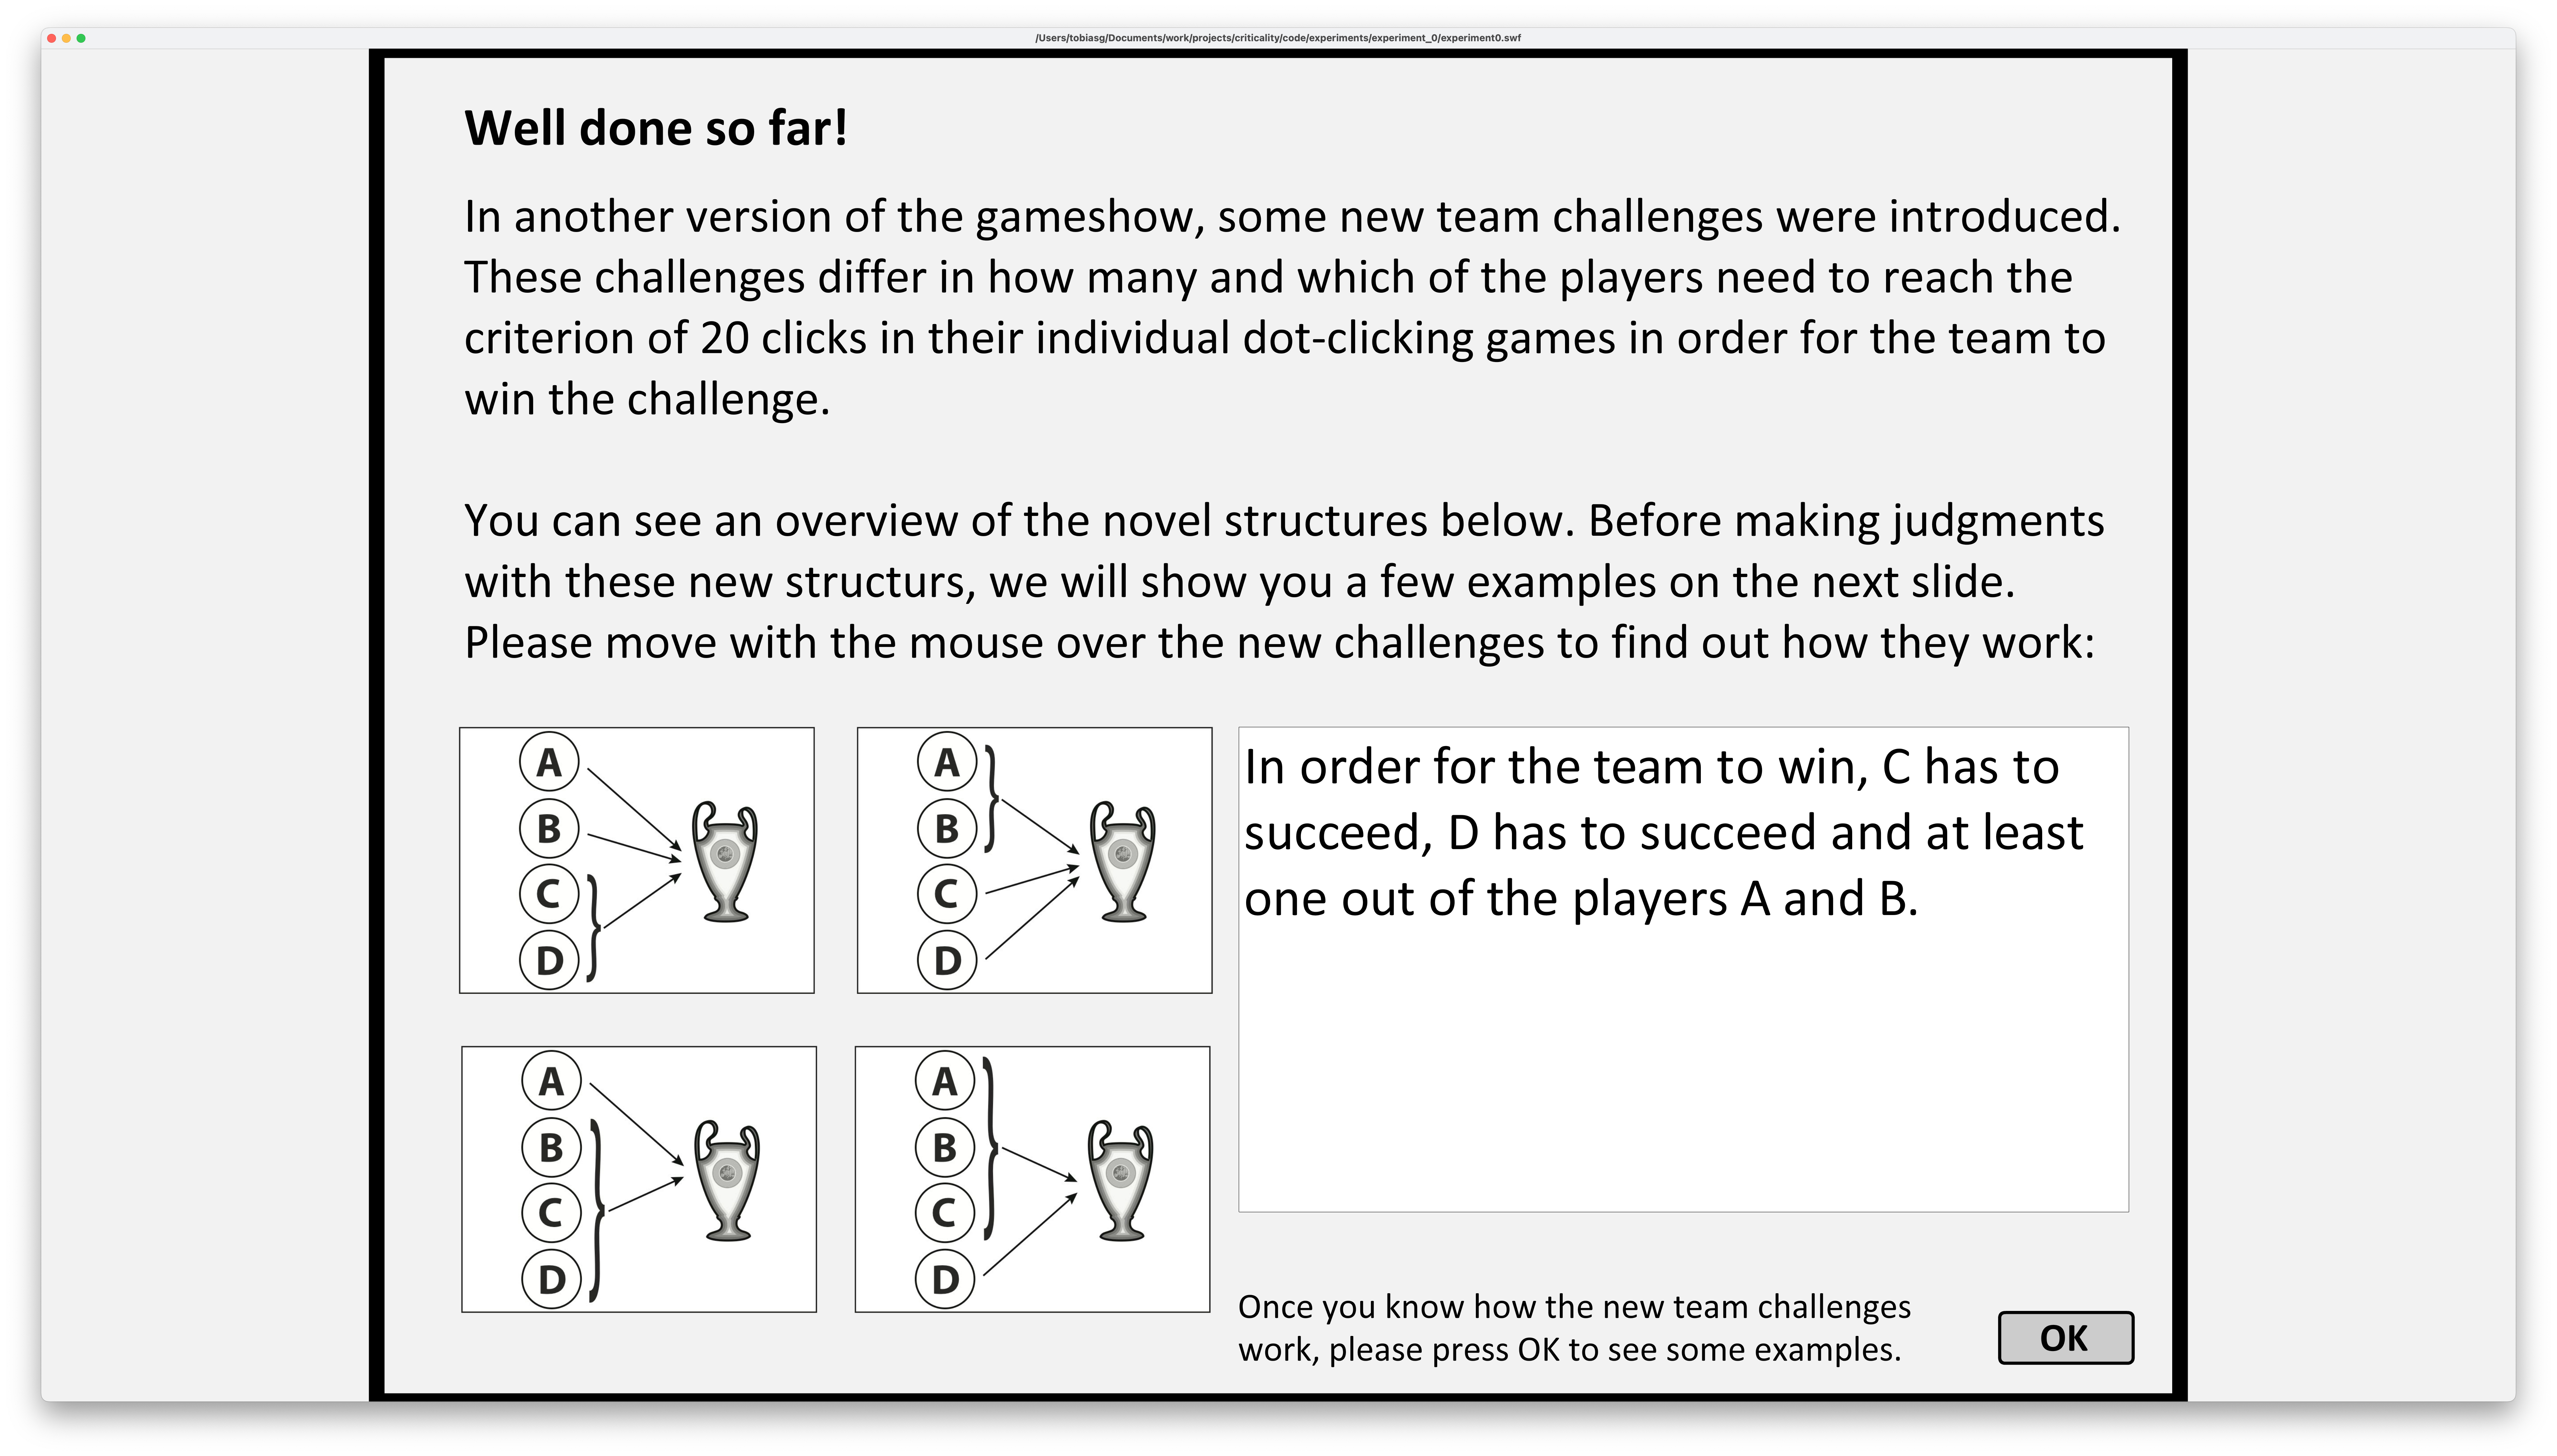 /Users/tobiasg/Documents/work/projects/criticality/code/experiments/experiment_0/experiment0.swf
Well done so far!
In another version of the gameshow, some new team challenges were introduced.
These challenges differ in how many and which of the players need to reach the
criterion of 20 clicks in their individual dot-clicking games in order for the team to
win the challenge.
You can see an overview of the novel structures below. Before making judgments
with these new structurs, we will show you a few examples on the next slide.
Please move with the mouse over the new challenges to find out how they work:
A
B
C
D
A
B
C
D
In order for the team to win, C has to
succeed, D has to succeed and at least
one out of the players A and B.
A
B
C
D
A
B
C
D
Once you know how the new team challenges
work, please press OK to see some examples.
OK